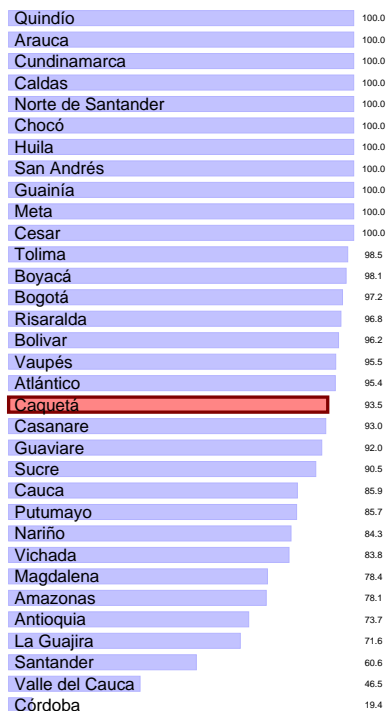 Quindío 100.0
Arauca 100.0
Cundinamarca 100.0
Caldas 100.0
Norte de Santander 100.0
Chocó 100.0
Huila 100.0
San Andrés 100.0
Guainía 100.0
Meta 100.0
Cesar 100.0
Tolima 98.5
Boyacá 98.1
Bogotá 97.2
Risaralda 96.8
Bolivar 96.2
Vaupés 95.5
Atlántico 95.4
Caquetá 93.5
Casanare 93.0
Guaviare 92.0
Sucre 90.5
Cauca 85.9
Putumayo 85.7
Nariño 84.3
Vichada 83.8
Magdalena 78.4
Amazonas 78.1
Antioquia 73.7
La Guajira 71.6
Santander 60.6
Valle del Cauca 46.5
Córdoba 19.4